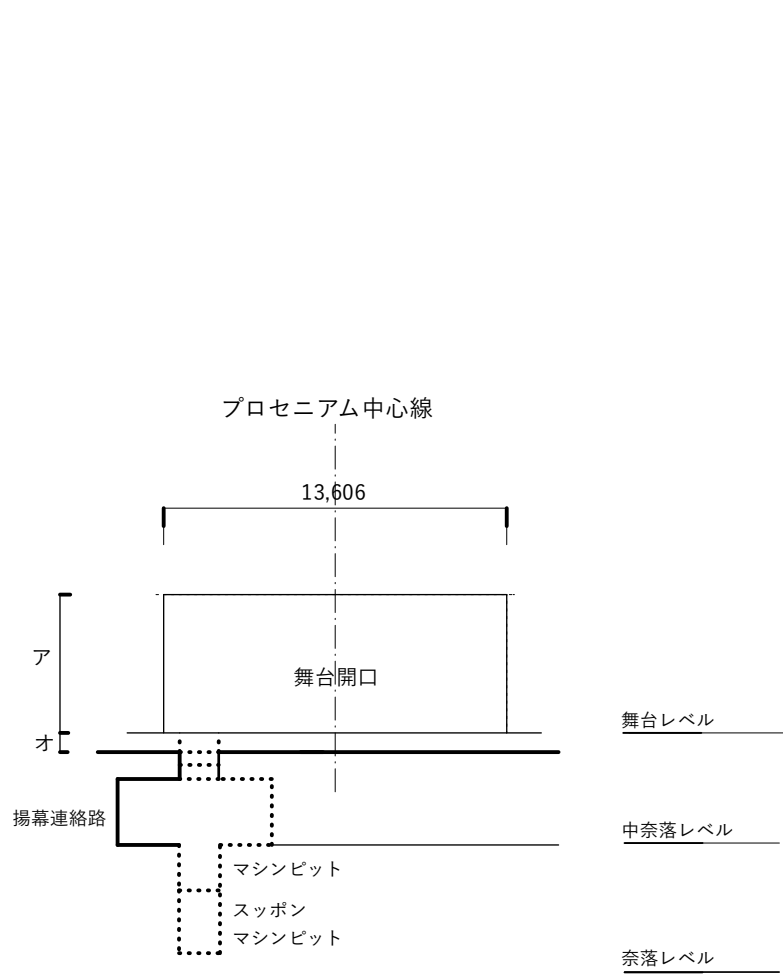 プロセニアム中心線
13,606
ア
舞台開口
舞台レベル
オ
揚幕連絡路
中奈落レベル
マシンピット
スッポン
マシンピット
奈落レベル